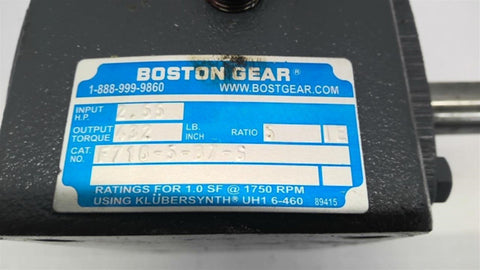 BOSTON GEAR®
1-888-999-9860 WWW.BOSTGEAR.COM
INPUT H.P.
OUTPUT TORQUE LB. INCH RATIO 5
CAT. NO.
RATINGS FOR 1.0 SF @ 1750 RPM
USING KLÜBERSYNTH® UH1 6-460 89415